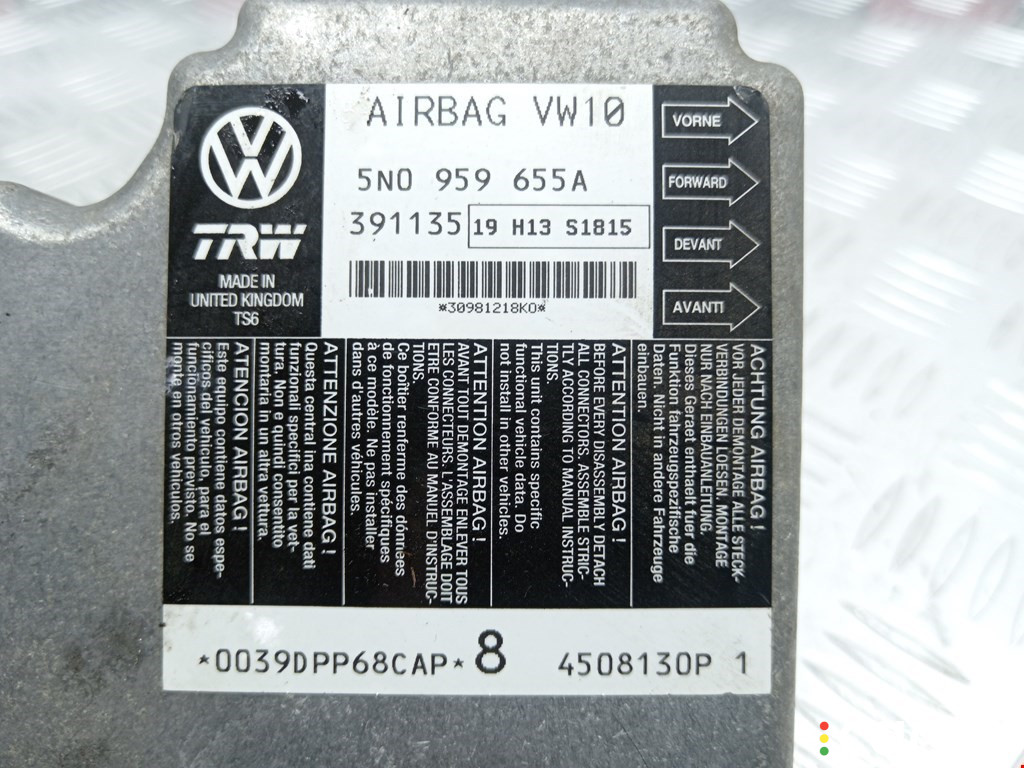 AIRBAG VW10
5N0 959 655A
391135 19 H13 S1815
*30981218KO*
TRW
MADE IN
UNITED KINGDOM
TS6
VORNE
FORWARD
DEVANT
AVANTI
ACHTUNG AIRBAG !
VOR JEDER DEMONTAGE ALLE STECK-
VERBINDUNGEN LOESEN. MONTAGE
NUR NACH EINBAUANLEITUNG.
Dieses Geraet enthaelt fuer die
Funktion fahrzeugspezifische
Daten. Nicht in andere Fahrzeuge
einbauen.
ATTENTION AIRBAG !
BEFORE EVERY DISASSEMBLY DETACH
ALL CONNECTORS, ASSEMBLE STRIC-
TLY ACCORDING TO MANUAL INSTRUC-
TIONS.
This unit contains specific
functional vehicle data. Do
not install in other vehicles.
ATTENTION AIRBAG !
AVANT TOUT DEMONTAGE ENLEVER TOUS
LES CONNECTEURS. L'ASSEMBLAGE DOIT
ETRE CONFORME AU MANUEL D'INSTRUC-
TIONS.
Ce boîtier renferme des données
de fonctionnement spécifiques
à ce modèle. Ne pas installer
dans d'autres véhicules.
ATTENZIONE AIRBAG !
Questa central ina contiene dati
funzionali specifici per la vet-
tura. Non e quindi consentito
montaria in un altra vetura.
ATENCION AIRBAG !
Este equipo contiene datos espe-
cíficos del vehículo, para el
funcionamiento previsto. No se
monte en otros vehículos.
*0039DPP68CAP* 8 4508130P 1